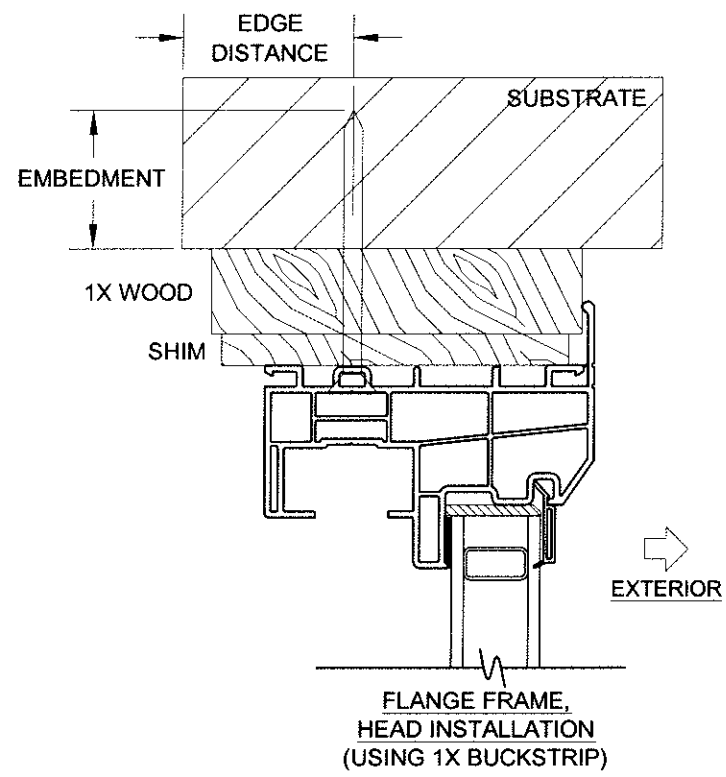 EDGE
DISTANCE
SUBSTRATE
EMBEDMENT
1X WOOD
SHIM
EXTERIOR
FLANGE FRAME,
HEAD INSTALLATION
(USING 1X BUCKSTRIP)